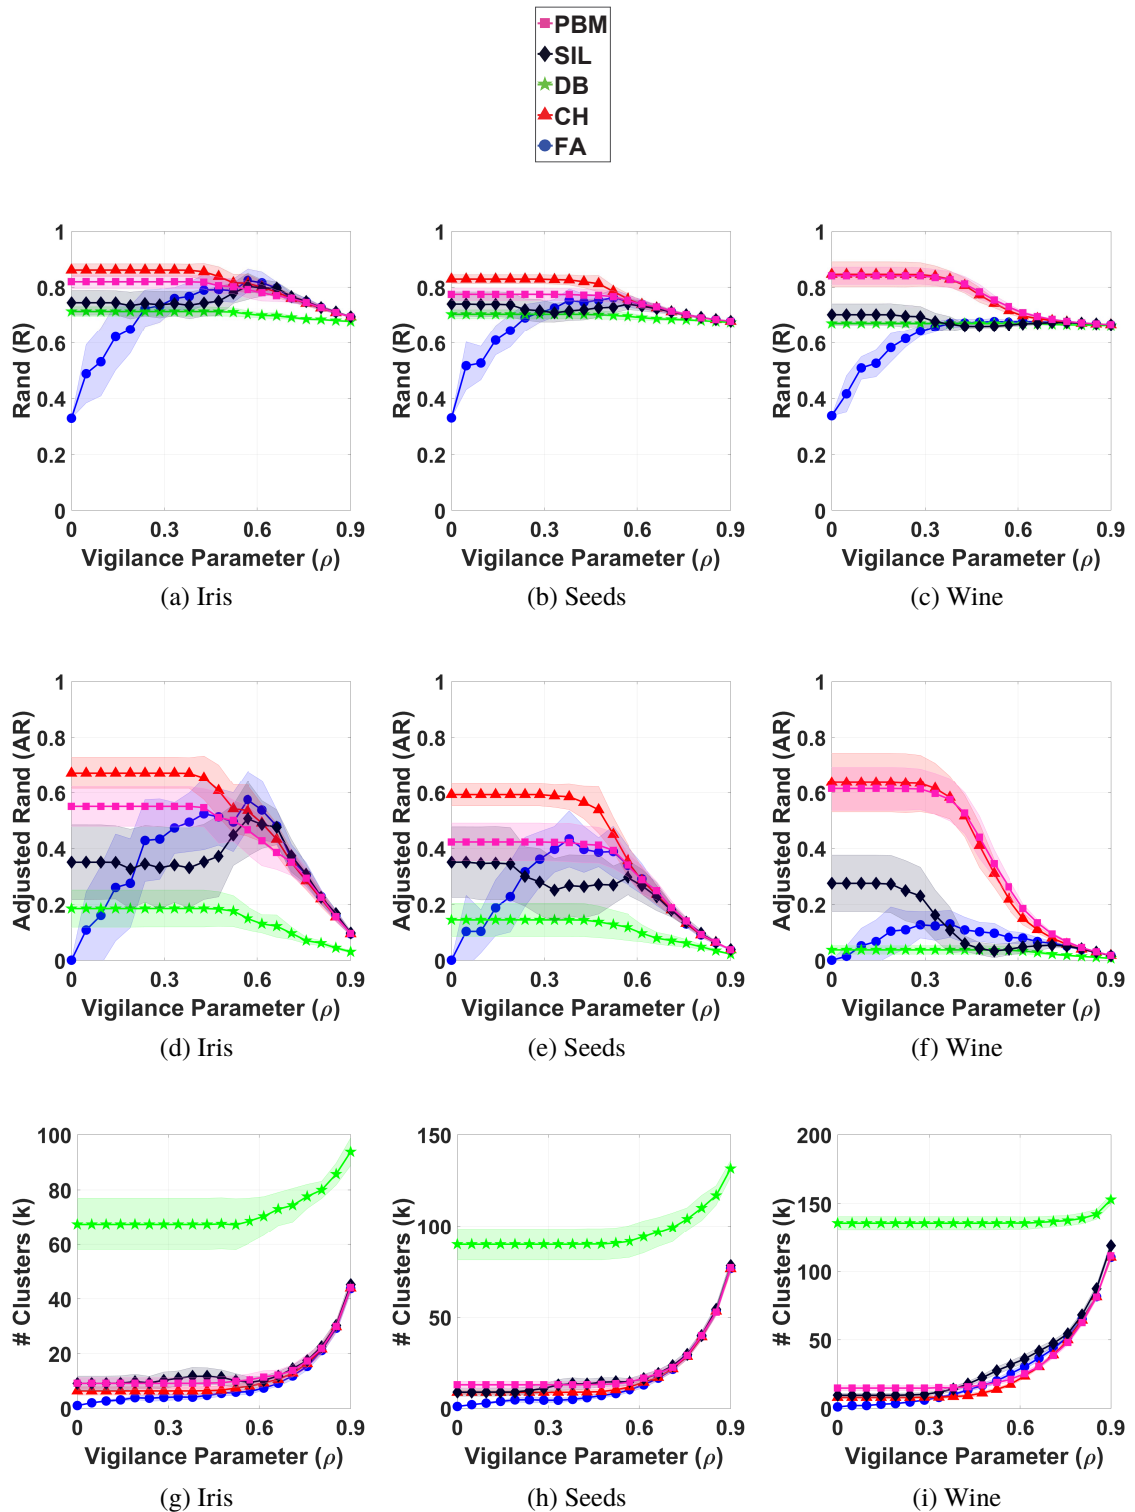 PBM
SIL
DB
CH
FA
1
0.8
0.6
0.4
0.2
0
Rand (R)
0 0.3 0.6 0.9
Vigilance Parameter (ρ)
(a) Iris
1
0.8
0.6
0.4
0.2
0
Rand (R)
0 0.3 0.6 0.9
Vigilance Parameter (ρ)
(b) Seeds
1
0.8
0.6
0.4
0.2
0
Rand (R)
0 0.3 0.6 0.9
Vigilance Parameter (ρ)
(c) Wine
1
0.8
0.6
0.4
0.2
0
Adjusted Rand (AR)
0 0.3 0.6 0.9
Vigilance Parameter (ρ)
(d) Iris
1
0.8
0.6
0.4
0.2
0
Adjusted Rand (AR)
0 0.3 0.6 0.9
Vigilance Parameter (ρ)
(e) Seeds
1
0.8
0.6
0.4
0.2
0
Adjusted Rand (AR)
0 0.3 0.6 0.9
Vigilance Parameter (ρ)
(f) Wine
100
80
60
40
20
0
# Clusters (k)
0 0.3 0.6 0.9
Vigilance Parameter (ρ)
(g) Iris
150
100
50
0
# Clusters (k)
0 0.3 0.6 0.9
Vigilance Parameter (ρ)
(h) Seeds
200
150
100
50
0
# Clusters (k)
0 0.3 0.6 0.9
Vigilance Parameter (ρ)
(i) Wine